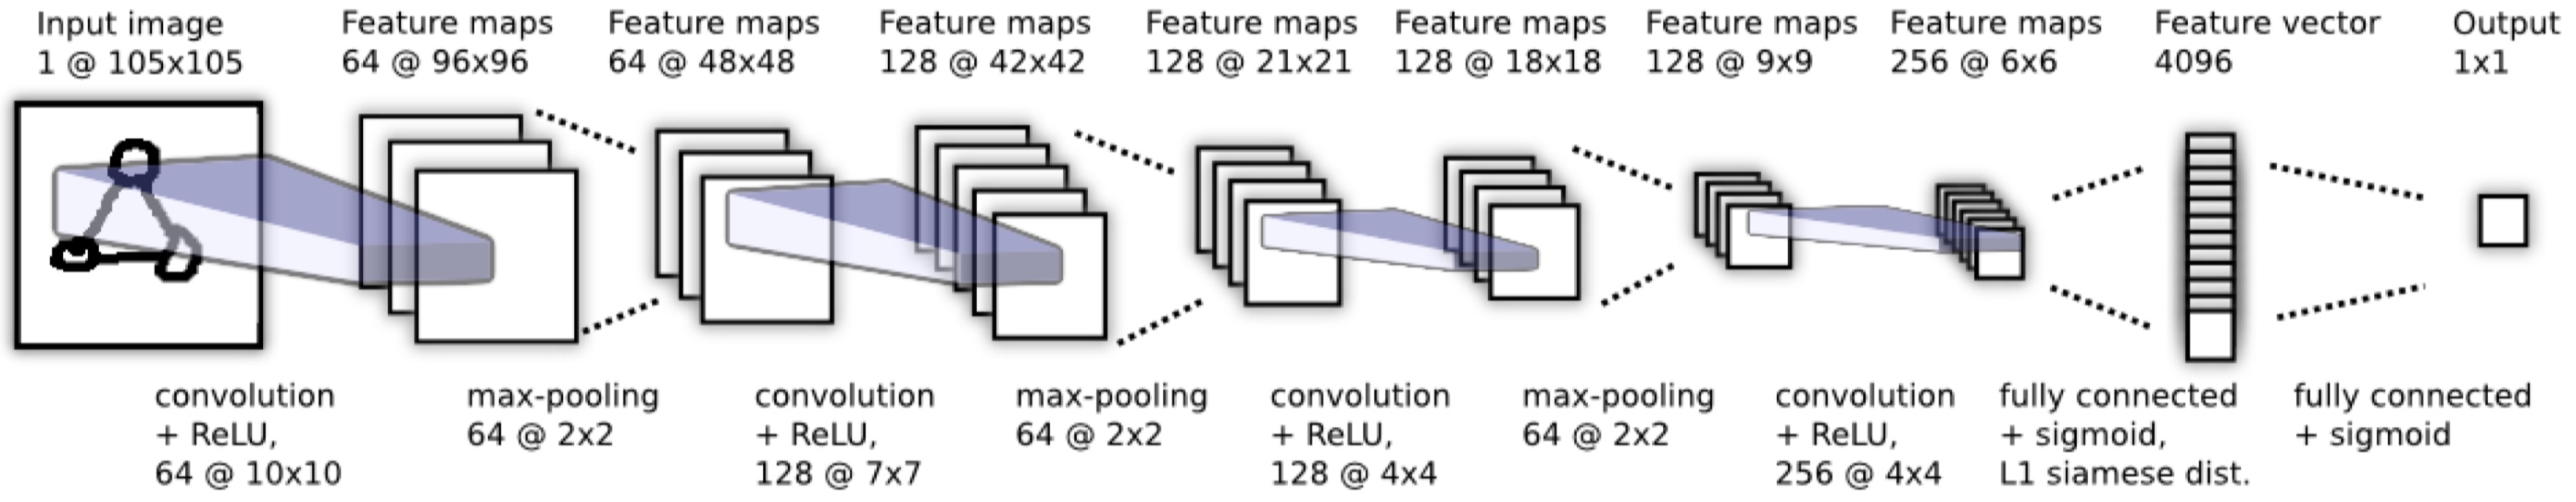 Input image
1 @ 105x105
Feature maps
64 @ 96x96
Feature maps
64 @ 48x48
Feature maps
128 @ 42x42
Feature maps
128 @ 21x21
Feature maps
128 @ 18x18
Feature maps
128 @ 9x9
Feature maps
256 @ 6x6
Feature vector
4096
Output
1x1
convolution
+ ReLU,
64 @ 10x10
max-pooling
64 @ 2x2
convolution
+ ReLU,
128 @ 7x7
max-pooling
64 @ 2x2
convolution
+ ReLU,
128 @ 4x4
max-pooling
64 @ 2x2
convolution
+ ReLU,
256 @ 4x4
fully connected
+ sigmoid,
L1 siamese dist.
fully connected
+ sigmoid